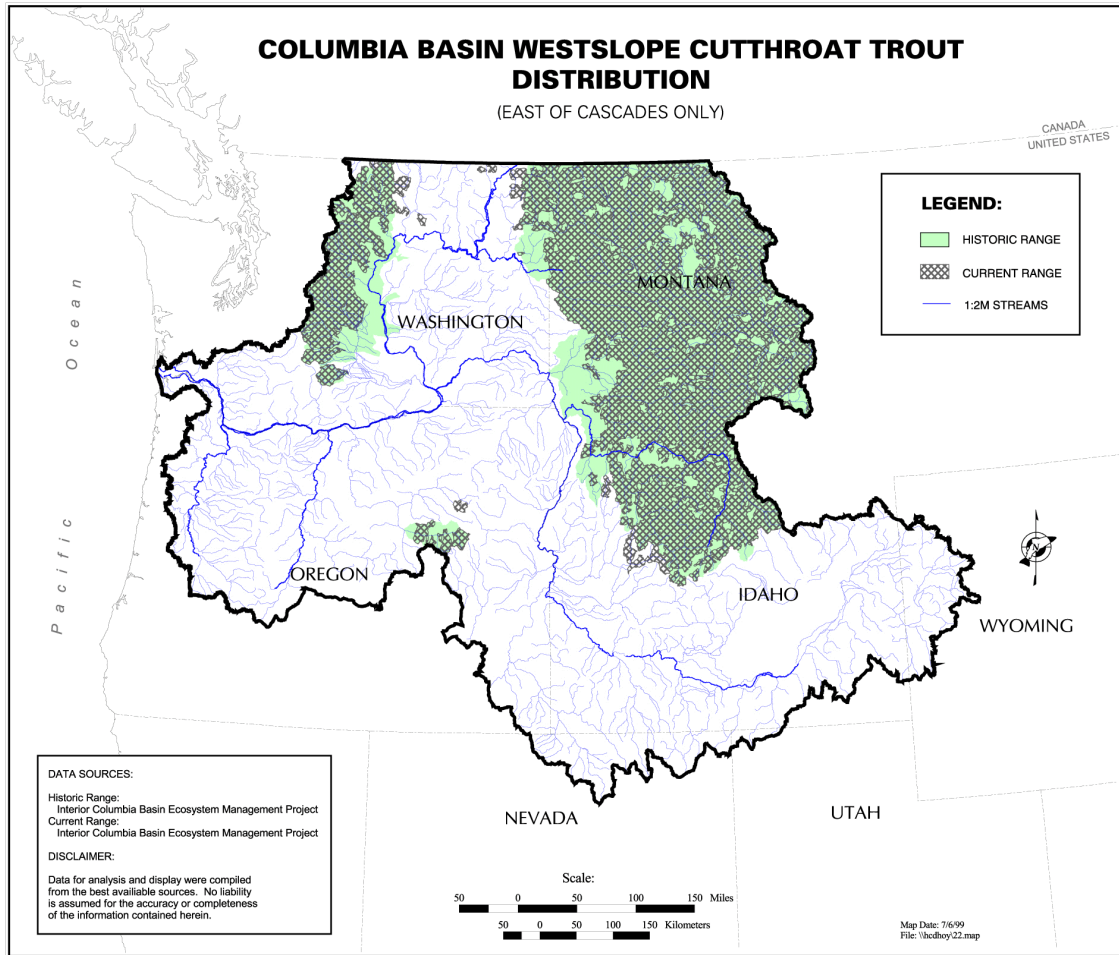 COLUMBIA BASIN WESTSLOPE CUTTHROAT TROUT
DISTRIBUTION
(EAST OF CASCADES ONLY)
CANADA
UNITED STATES
LEGEND:
HISTORIC RANGE
CURRENT RANGE
1:2M STREAMS
Pacific Ocean
MONTANA
WASHINGTON
OREGON
IDAHO
WYOMING
NEVADA
UTAH
N
DATA SOURCES:
Historic Range:
Interior Columbia Basin Ecosystem Management Project
Current Range:
Interior Columbia Basin Ecosystem Management Project
DISCLAIMER:
Data for analysis and display were compiled
from the best availiable sources. No liability
is assumed for the accuracy or completeness
of the information contained herein.
Scale:
50 0 50 100 150 Miles
50 0 50 100 150 Kilometers
Map Date: 7/6/99
File: \\hcdhoy\22.map